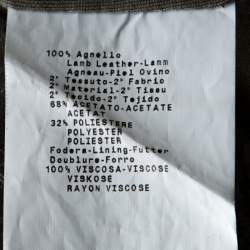 100% Agnello
Lamb Leather-Lamm
Agneau-Piel Ovino
2° Tessuto-2° Fabric
2° Material-2° Tissu
2° Tecido-2° Tejido
68% ACETATO-ACETATE
ACETAT
32% POLIESTERE
POLYESTER
POLIESTER
Fodera-Lining-Futter
Doublure-Forro
100% VISCOSA-VISCOSE
VISKOSE
RAYON VISCOSE